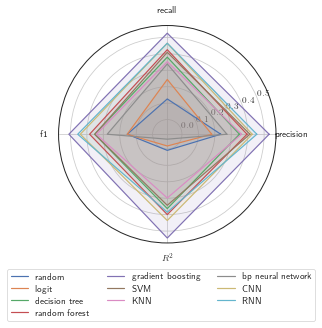 recall
0.5
0.4
0.3
0.2
0.1
0.0
f1
precision
R²
random
logit
decision tree
random forest
gradient boosting
SVM
KNN
bp neural network
CNN
RNN